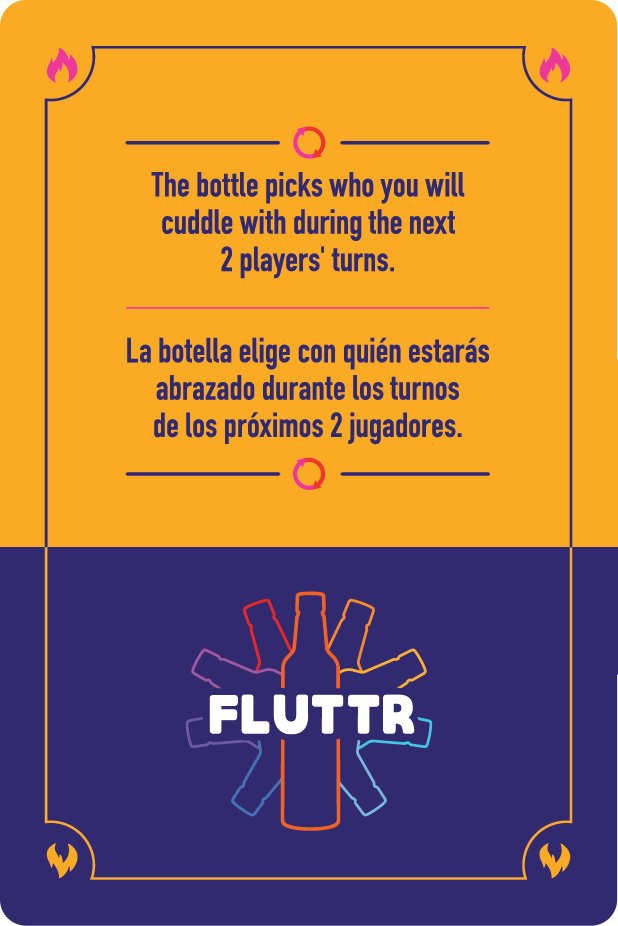 The bottle picks who you will
cuddle with during the next
2 players' turns.
La botella elige con quién estarás
abrazado durante los turnos
de los próximos 2 jugadores.
FLUTTR